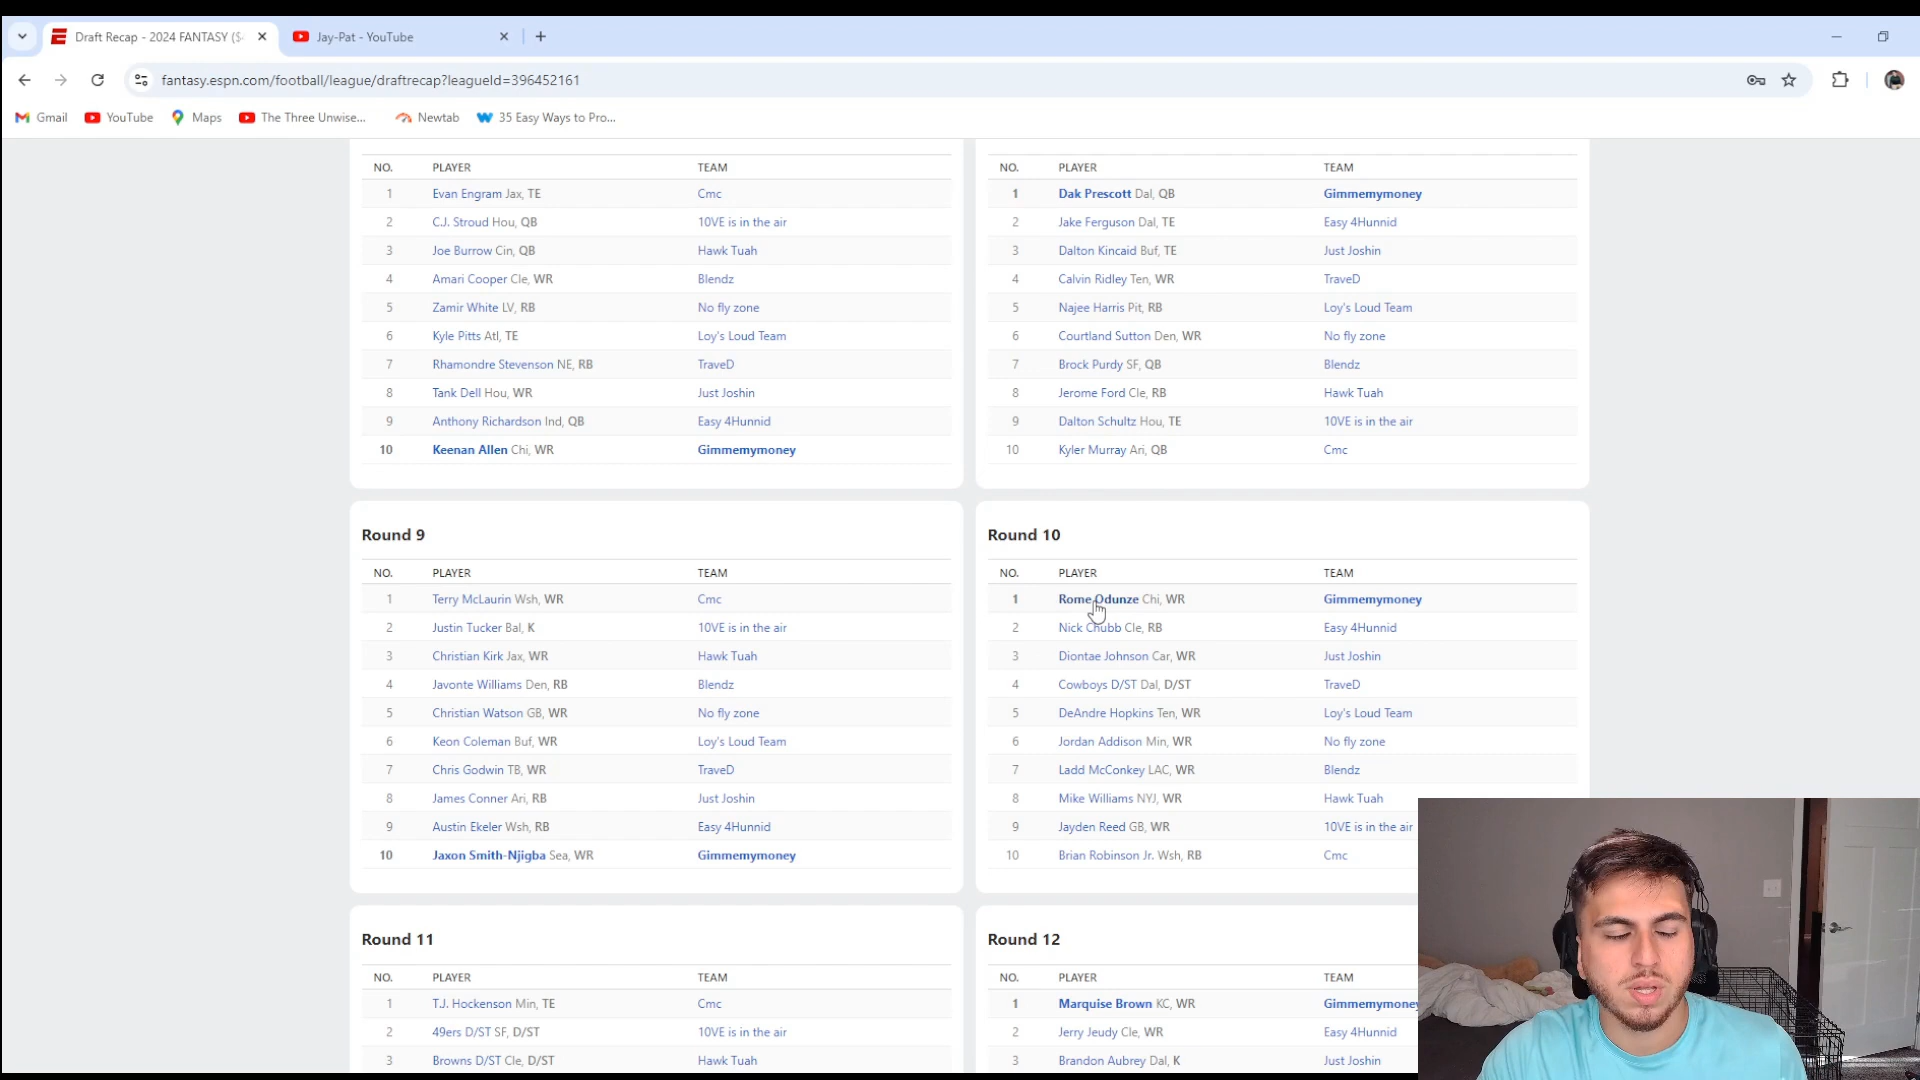 Draft Recap - 2024 FANTASY ($
Jay-Pat - YouTube
fantasy.espn.com/football/league/draftrecap?leagueId=396452161
Gmail YouTube Maps The Three Unwise... Newtab 35 Easy Ways to Pro...
NO. PLAYER TEAM
1 Evan Engram Jax, TE Cmc
2 C.J. Stroud Hou, QB 10VE is in the air
3 Joe Burrow Cin, QB Hawk Tuah
4 Amari Cooper Cle, WR Blendz
5 Zamir White LV, RB No fly zone
6 Kyle Pitts Atl, TE Loy's Loud Team
7 Rhamondre Stevenson NE, RB TraveD
8 Tank Dell Hou, WR Just Joshin
9 Anthony Richardson Ind, QB Easy 4Hunnid
10 Keenan Allen Chi, WR Gimmemymoney
NO. PLAYER TEAM
1 Dak Prescott Dal, QB Gimmemymoney
2 Jake Ferguson Dal, TE Easy 4Hunnid
3 Dalton Kincaid Buf, TE Just Joshin
4 Calvin Ridley Ten, WR TraveD
5 Najee Harris Pit, RB Loy's Loud Team
6 Courtland Sutton Den, WR No fly zone
7 Brock Purdy SF, QB Blendz
8 Jerome Ford Cle, RB Hawk Tuah
9 Dalton Schultz Hou, TE 10VE is in the air
10 Kyler Murray Ari, QB Cmc
Round 9
NO. PLAYER TEAM
1 Terry McLaurin Wsh, WR Cmc
2 Justin Tucker Bal, K 10VE is in the air
3 Christian Kirk Jax, WR Hawk Tuah
4 Javonte Williams Den, RB Blendz
5 Christian Watson GB, WR No fly zone
6 Keon Coleman Buf, WR Loy's Loud Team
7 Chris Godwin TB, WR TraveD
8 James Conner Ari, RB Just Joshin
9 Austin Ekeler Wsh, RB Easy 4Hunnid
10 Jaxon Smith-Njigba Sea, WR Gimmemymoney
Round 10
NO. PLAYER TEAM
1 Rome Odunze Chi, WR Gimmemymoney
2 Nick Chubb Cle, RB Easy 4Hunnid
3 Diontae Johnson Car, WR Just Joshin
4 Cowboys D/ST Dal, D/ST TraveD
5 DeAndre Hopkins Ten, WR Loy's Loud Team
6 Jordan Addison Min, WR No fly zone
7 Ladd McConkey LAC, WR Blendz
8 Mike Williams NYJ, WR Hawk Tuah
9 Jayden Reed GB, WR 10VE is in the air
10 Brian Robinson Jr. Wsh, RB Cmc
Round 11
NO. PLAYER TEAM
1 T.J. Hockenson Min, TE Cmc
2 49ers D/ST SF, D/ST 10VE is in the air
3 Browns D/ST Cle, D/ST Hawk Tuah
Round 12
NO. PLAYER TEAM
1 Marquise Brown KC, WR Gimmemymoney
2 Jerry Jeudy Cle, WR Easy 4Hunnid
3 Brandon Aubrey Dal, K Just Joshin